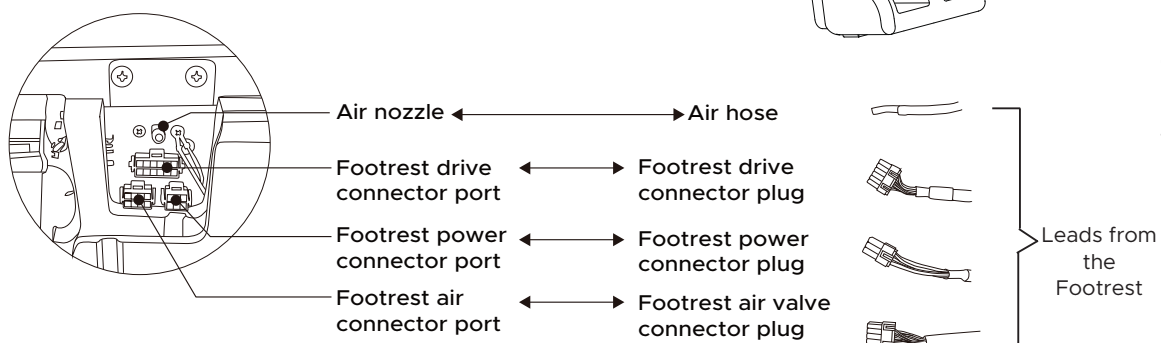 Air nozzle
Air hose
Footrest drive
connector port
Footrest drive
connector plug
Footrest power
connector port
Footrest power
connector plug
Footrest air
connector port
Footrest air valve
connector plug
Leads from
the
Footrest